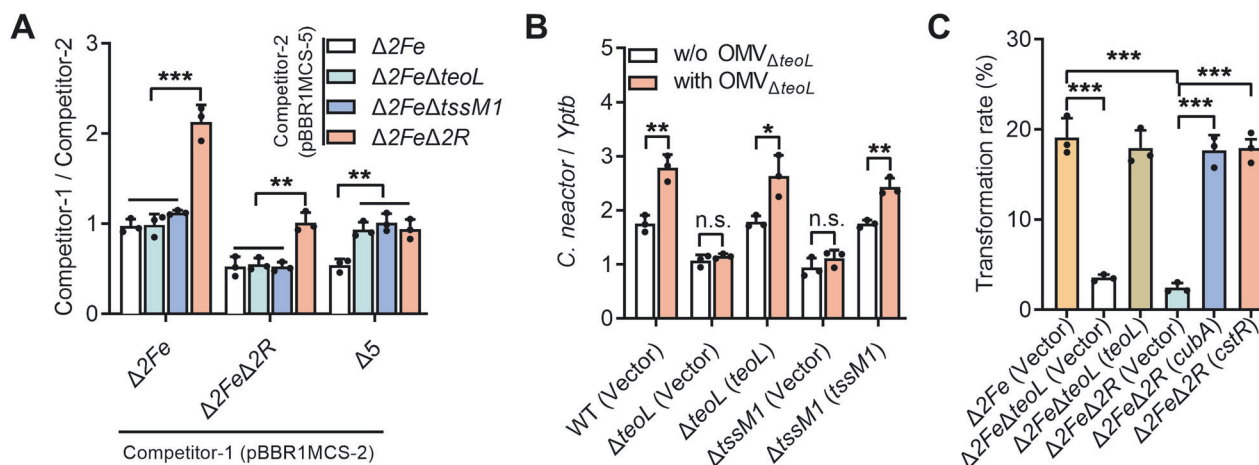 A
Competitor-1 / Competitor-2
3
2
1
0
***
**
**
Competitor-2
(pBBR1MCS-5)
Δ2Fe
Δ2FeΔteoL
Δ2FeΔtssM1
Δ2FeΔ2R
Δ2Fe
Δ2FeΔ2R
Δ5
Competitor-1 (pBBR1MCS-2)
B
C. neactor / Yptb
5
4
3
2
1
0
w/o OMVΔteoL
with OMVΔteoL
**
n.s.
*
n.s.
**
WT (Vector)
ΔteoL (Vector)
ΔteoL (teoL)
ΔtssM1 (Vector)
ΔtssM1 (tssM1)
C
Transformation rate (%)
30
20
10
0
***
***
***
***
Δ2Fe (Vector)
Δ2FeΔteoL (Vector)
Δ2FeΔteoL (teoL)
Δ2FeΔ2R (Vector)
Δ2FeΔ2R (cubA)
Δ2FeΔ2R (cstR)